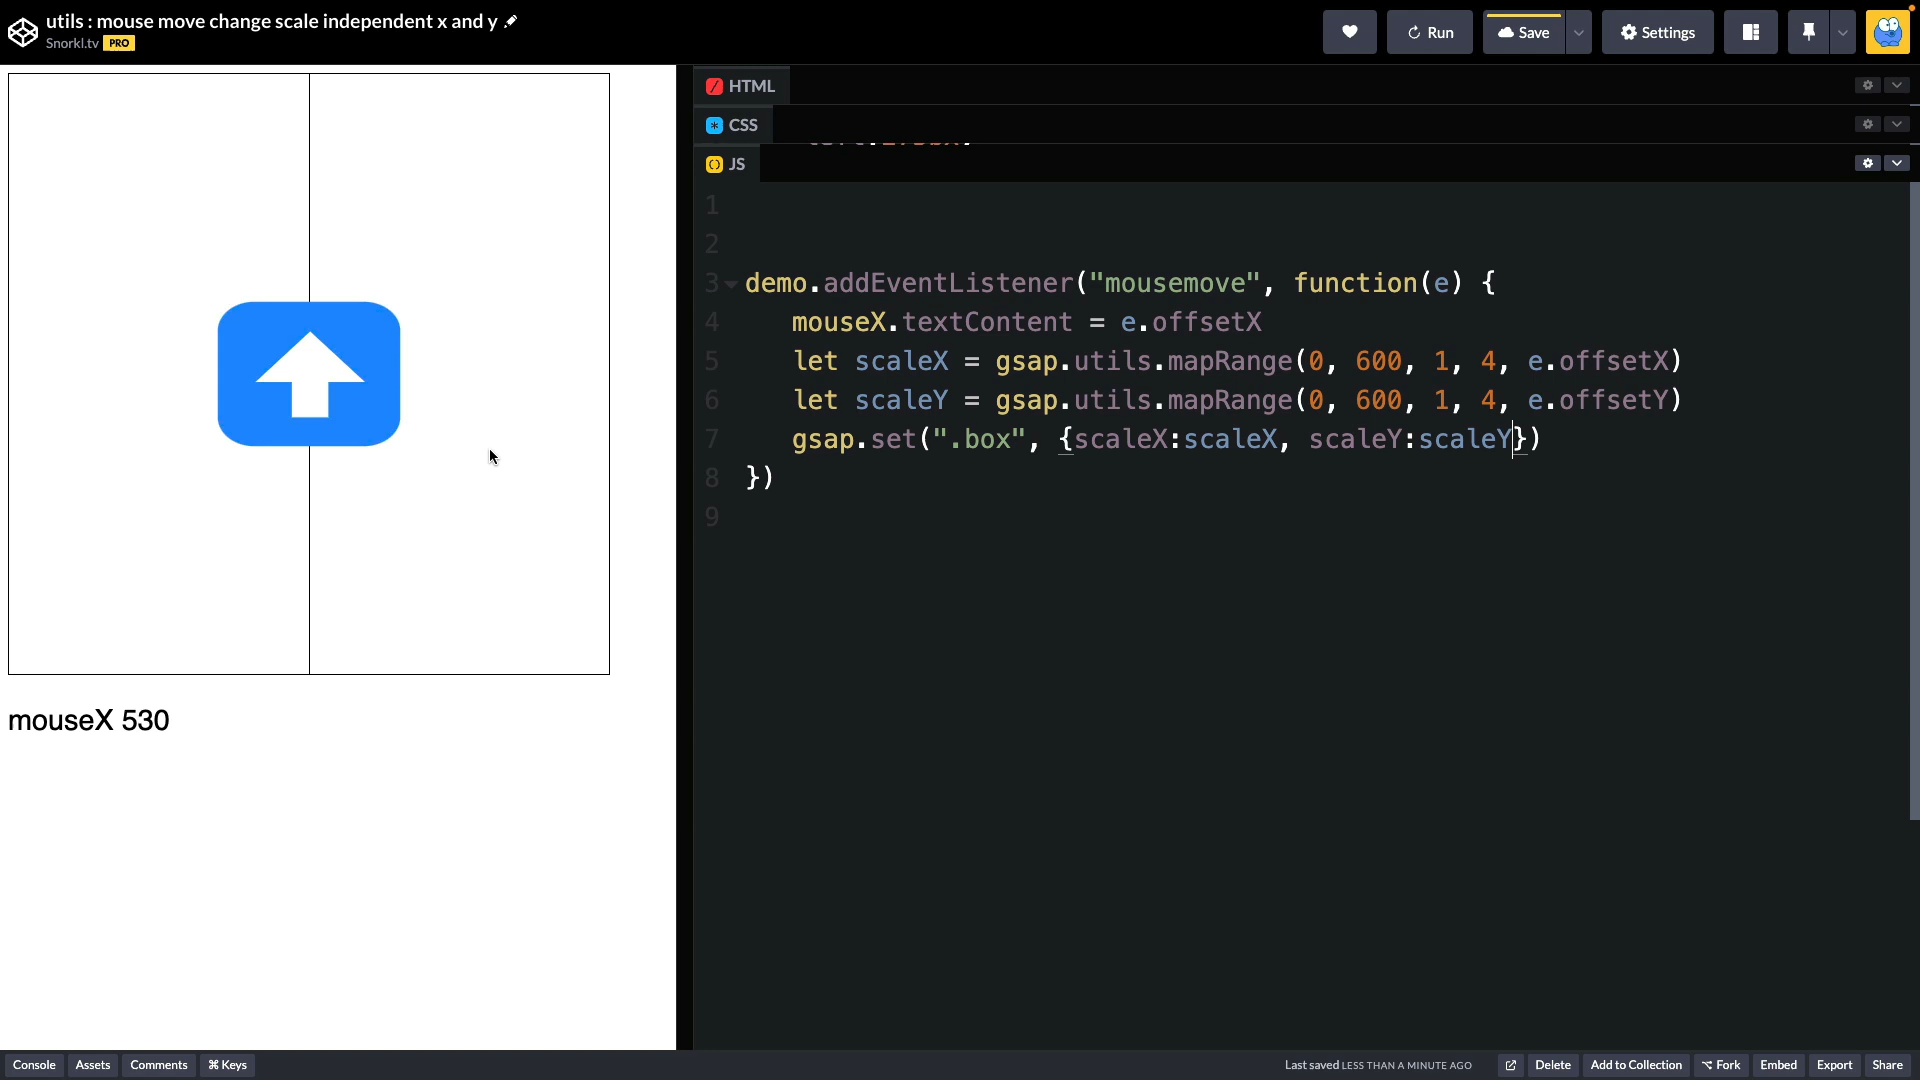 utils : mouse move change scale independent x and y
Snorkl.tv PRO
Run
Save
Settings
HTML
CSS
JS
1
2
3 demo.addEventListener("mousemove", function(e) {
4 mouseX.textContent = e.offsetX
5 let scaleX = gsap.utils.mapRange(0, 600, 1, 4, e.offsetX)
6 let scaleY = gsap.utils.mapRange(0, 600, 1, 4, e.offsetY)
7 gsap.set(".box", {scaleX:scaleX, scaleY:scaleY})
8 })
9
mouseX 530
Console Assets Comments ⌘ Keys Last saved LESS THAN A MINUTE AGO Delete Add to Collection ⌥ Fork Embed Export Share